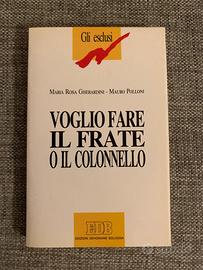 Gli esclusi
MARIA ROSA GHERARDINI - MAURO POLLONI
VOGLIO FARE
IL FRATE
O IL COLONNELLO
EDB
EDIZIONI DEHONIANE BOLOGNA